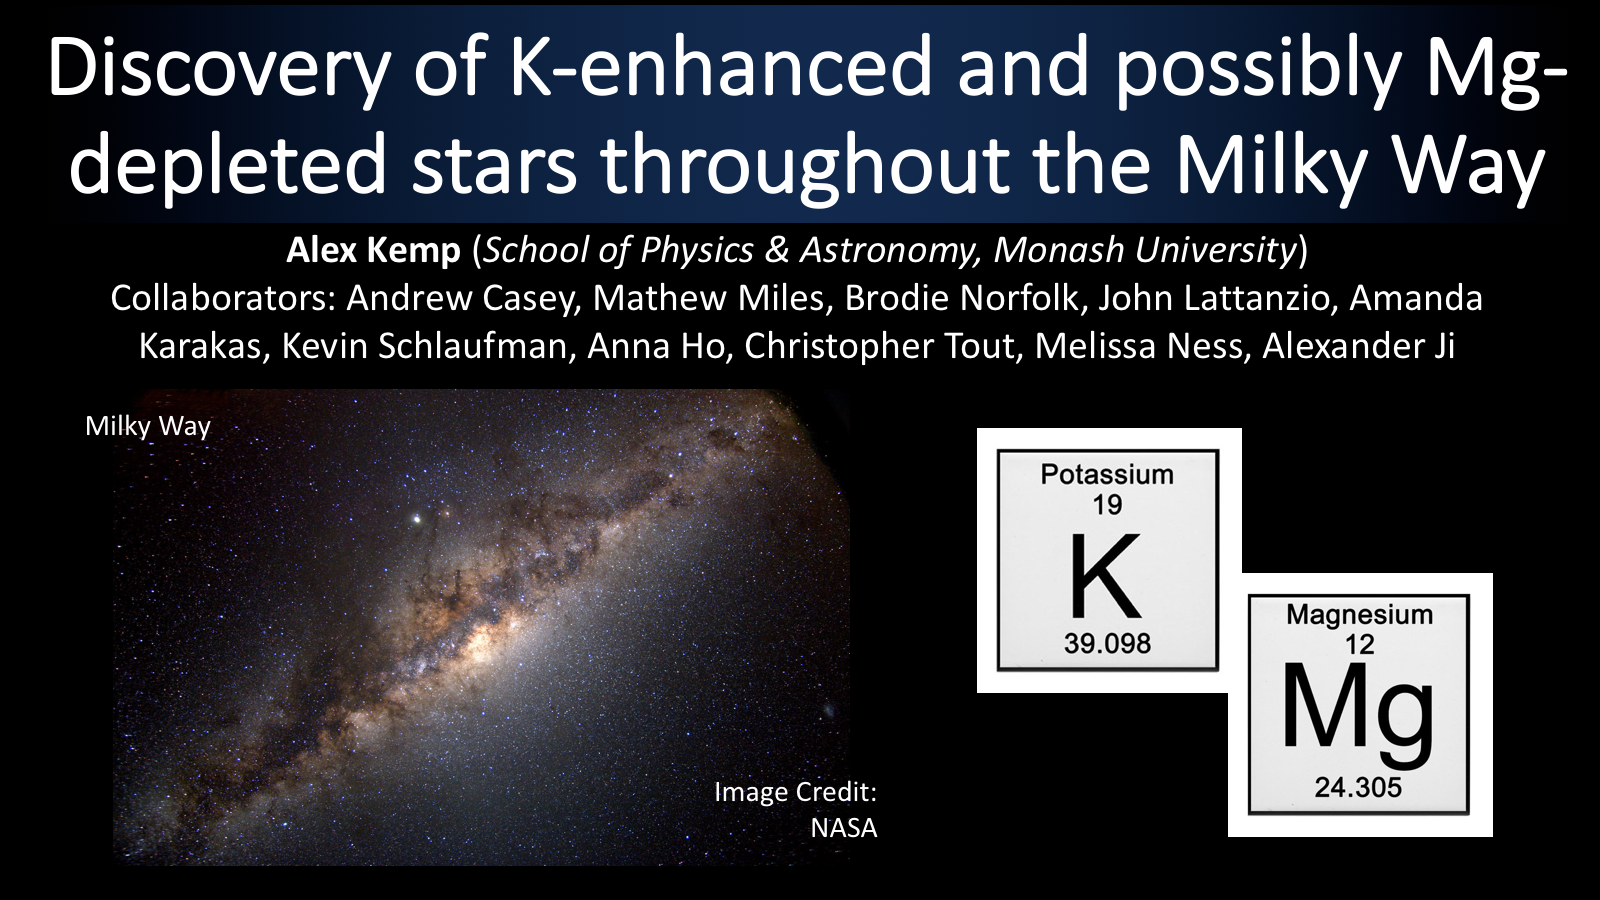 Discovery of K-enhanced and possibly Mg-
depleted stars throughout the Milky Way
Alex Kemp (School of Physics & Astronomy, Monash University)
Collaborators: Andrew Casey, Mathew Miles, Brodie Norfolk, John Lattanzio, Amanda
Karakas, Kevin Schlaufman, Anna Ho, Christopher Tout, Melissa Ness, Alexander Ji
Milky Way
Potassium
19
K
39.098
Magnesium
12
Mg
24.305
Image Credit:
NASA